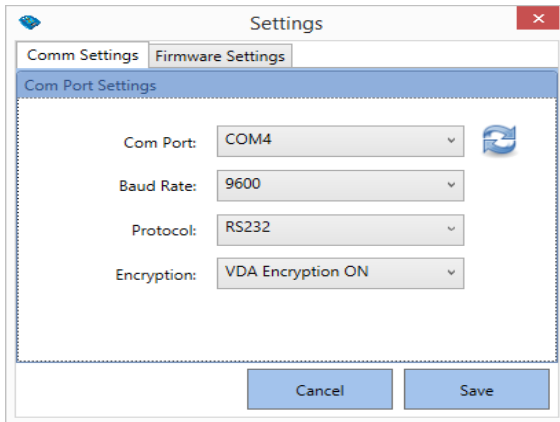 Settings
Comm Settings Firmware Settings
Com Port Settings
Com Port: COM4
Baud Rate: 9600
Protocol: RS232
Encryption: VDA Encryption ON
Cancel Save